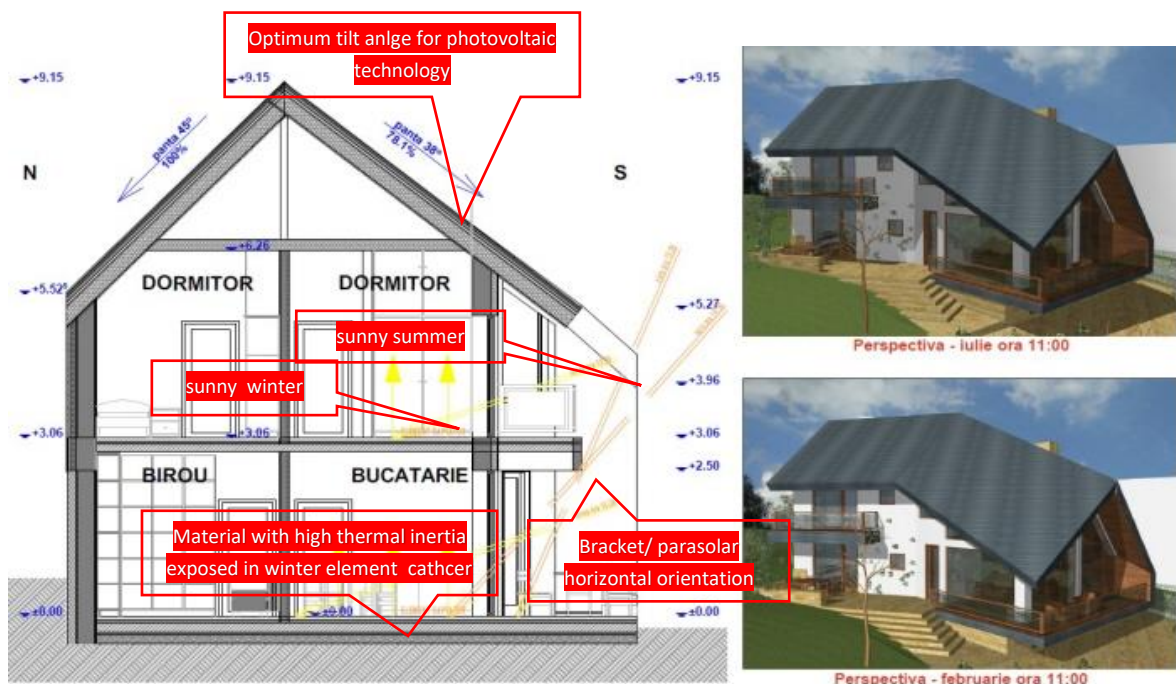 Optimum tilt anlge for photovoltaic
technology
+9.15
+9.15
+9.15
panta 45°
100%
panta 38°
78.1%
N
S
+6.26
DORMITOR
DORMITOR
+5.52
+5.27
sunny summer
Perspectiva - iulie ora 11:00
sunny winter
+3.96
+3.06
+3.06
+3.06
+2.50
BIROU
BUCATARIE
Material with high thermal inertia
exposed in winter element cathcer
Bracket/ parasolar
horizontal orientation
±0.00
±0.00
±0.00
Perspectiva - februarie ora 11:00